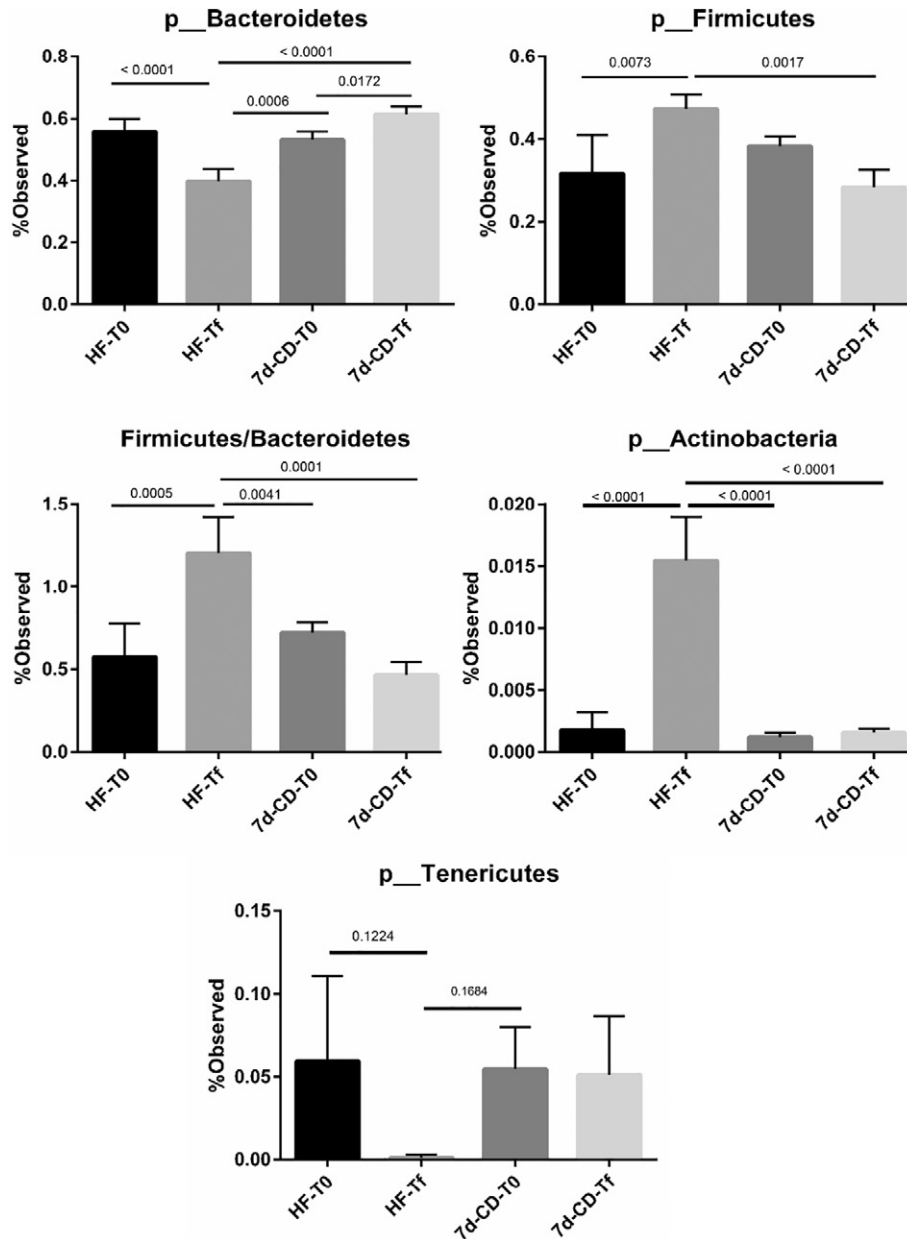 p__Bacteroidetes
< 0.0001
0.0172
< 0.0001
0.0006
%Observed
0.8
0.6
0.4
0.2
0.0
HF-T0
HF-Tf
7d-CD-T0
7d-CD-Tf
p__Firmicutes
0.0073
0.0017
%Observed
0.6
0.4
0.2
0.0
HF-T0
HF-Tf
7d-CD-T0
7d-CD-Tf
Firmicutes/Bacteroidetes
0.0001
0.0005
0.0041
%Observed
1.5
1.0
0.5
0.0
HF-T0
HF-Tf
7d-CD-T0
7d-CD-Tf
p__Actinobacteria
< 0.0001
< 0.0001
< 0.0001
%Observed
0.020
0.015
0.010
0.005
0.000
HF-T0
HF-Tf
7d-CD-T0
7d-CD-Tf
p__Tenericutes
0.1224
0.1684
%Observed
0.15
0.10
0.05
0.00
HF-T0
HF-Tf
7d-CD-T0
7d-CD-Tf